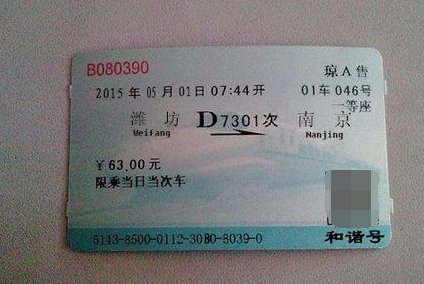 B080390 琼A售
2015年05月01日07:44开 01车046号
一等座
潍坊 D7301次 南京
Weifang Nanjing
¥63.00元
限乘当日当次车
5143-8500-0112-30B0-8039-0 和谐号